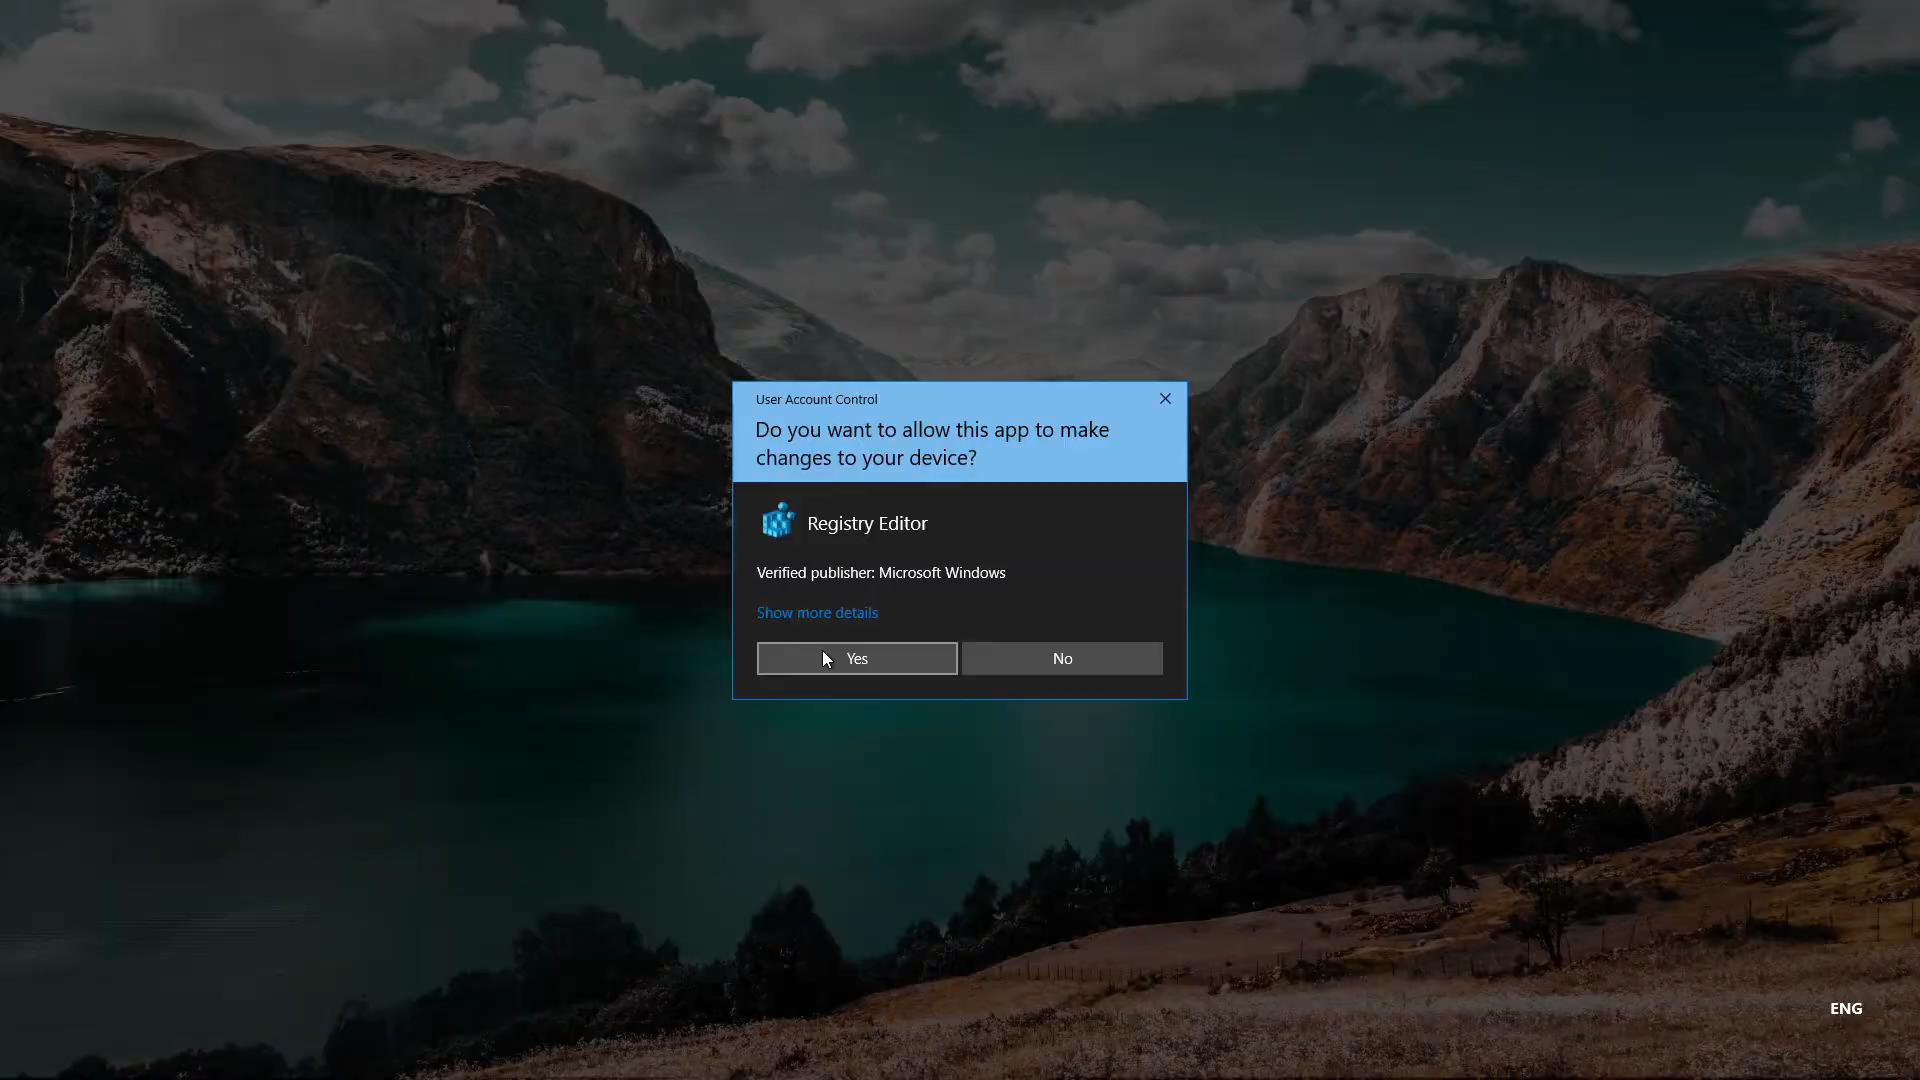 User Account Control
Do you want to allow this app to make
changes to your device?
Registry Editor
Verified publisher: Microsoft Windows
Show more details
Yes
No
ENG